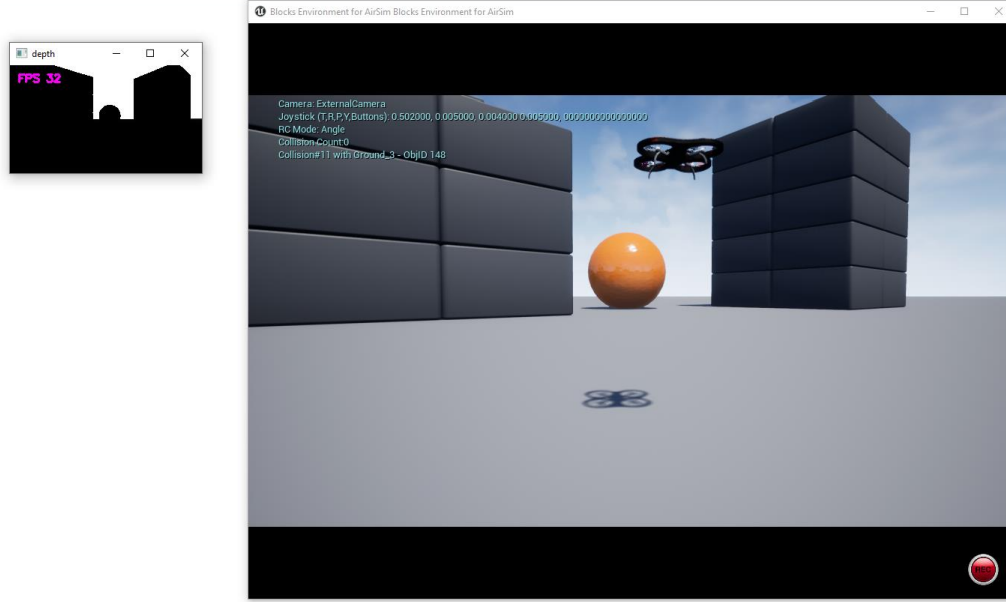 depth
FPS 32
Blocks Environment for AirSim Blocks Environment for AirSim
Camera: ExternalCamera
Joystick (T,R,P,Y,Buttons): 0.502000, 0.005000, 0.004000 0.005000, 0000000000000000
RC Mode: Angle
Collision Count:0
Collision#11 with Ground_3 - ObjID 148
REC